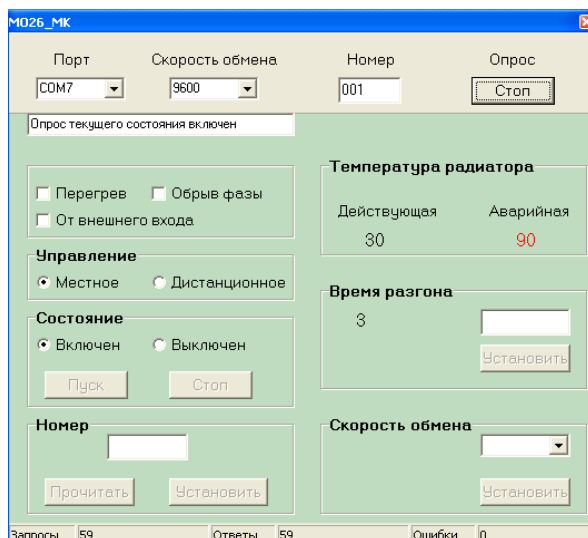 M026_MK
Порт Скорость обмена Номер Опрос
COM7 9600 001 Стоп
Опрос текущего состояния включен
Перегрев Обрыв фазы
От внешнего входа
Управление
Местное Дистанционное
Состояние
Включен Выключен
Пуск Стоп
Номер
Прочитать Установить
Температура радиатора
Действующая Аварийная
30 90
Время разгона
3
Установить
Скорость обмена
Установить
Запросы 59 Ответы 59 Ошибки 0